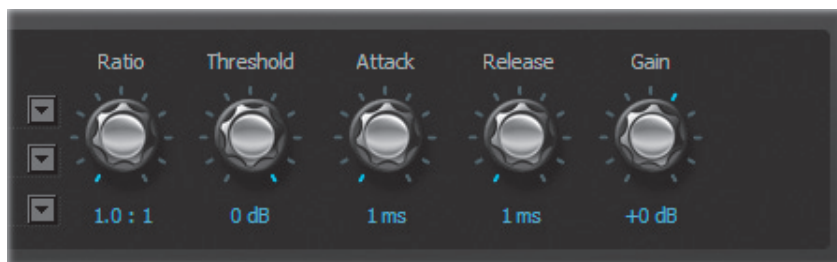 Ratio Threshold Attack Release Gain
1.0 : 1 0 dB 1 ms 1 ms +0 dB